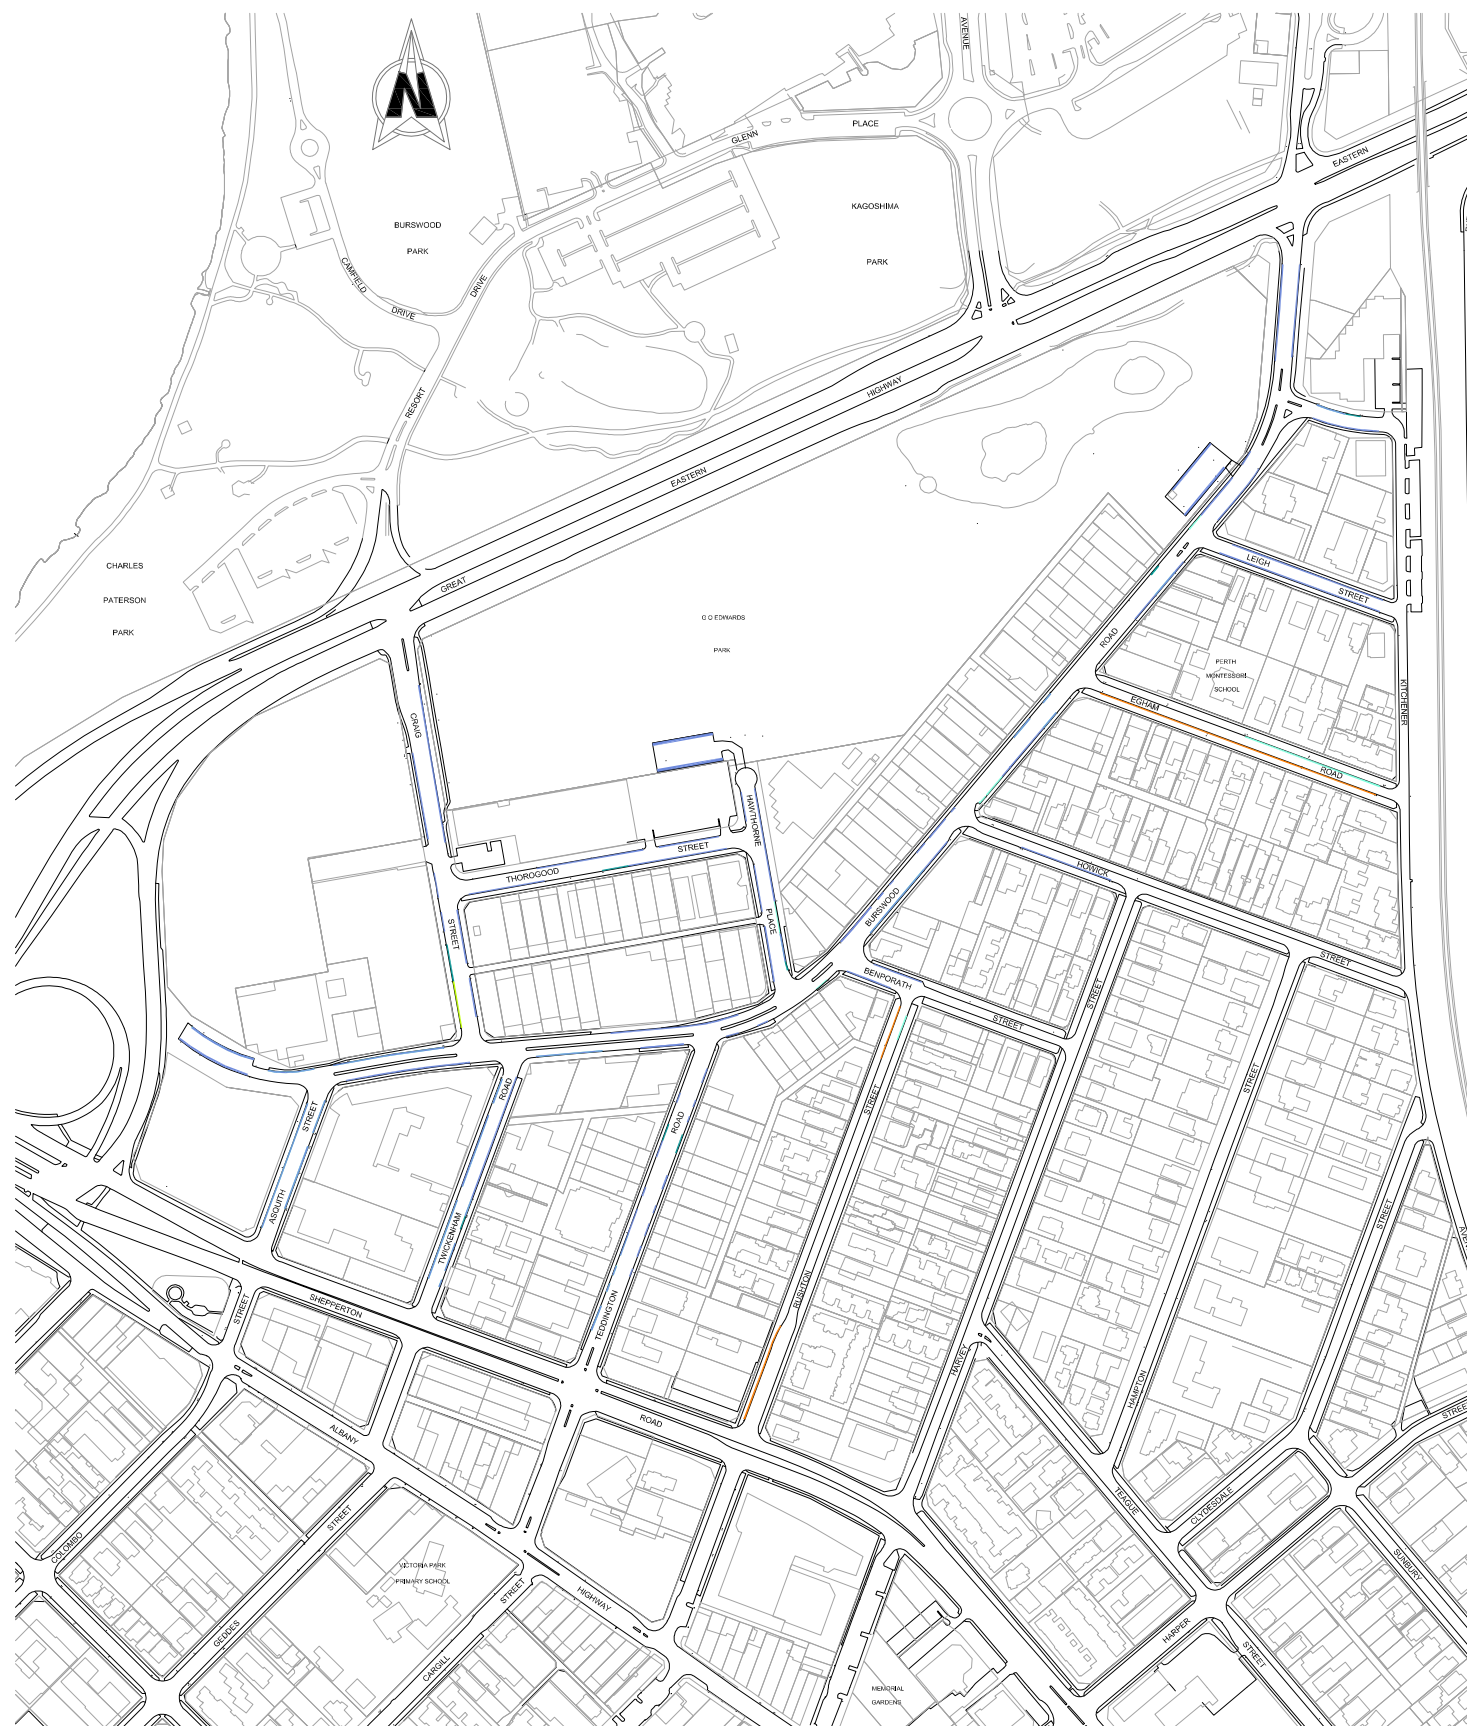 AVENUE
N
PLACE
GLENN
EASTERN
KAGOSHIMA
BURSWOOD
PARK
PARK
CAMFIELD
DRIVE
DRIVE
RESORT
HIGHWAY
EASTERN
GREAT
CHARLES
PATERSON
PARK
LEIGH
STREET
G O EDWARDS
PARK
ROAD
PERTH
MONTESSORI
SCHOOL
KITCHENER
EGHAM
ROAD
CRAIG
HAWTHORNE
STREET
THOROGOOD
HOWICK
STREET
BURSWOOD
PLACE
STREET
STREET
BENPORATH
STREET
STREET
STREET
STREET
ROAD
STREET
ROAD
ASQUITH
TWICKENHAM
STREET
RUSHTON
SHEPPERTON
STREET
TEDDINGTON
HARVEY
HAMPTON
ROAD
ALBANY
STREET
TEAGUE
CLYDESDALE
STREET
COLOMBO
VICTORIA PARK
PRIMARY SCHOOL
SUNBURY
STREET
HIGHWAY
GEDDES
HARPER
STREET
CARGILL
MEMORIAL
GARDENS